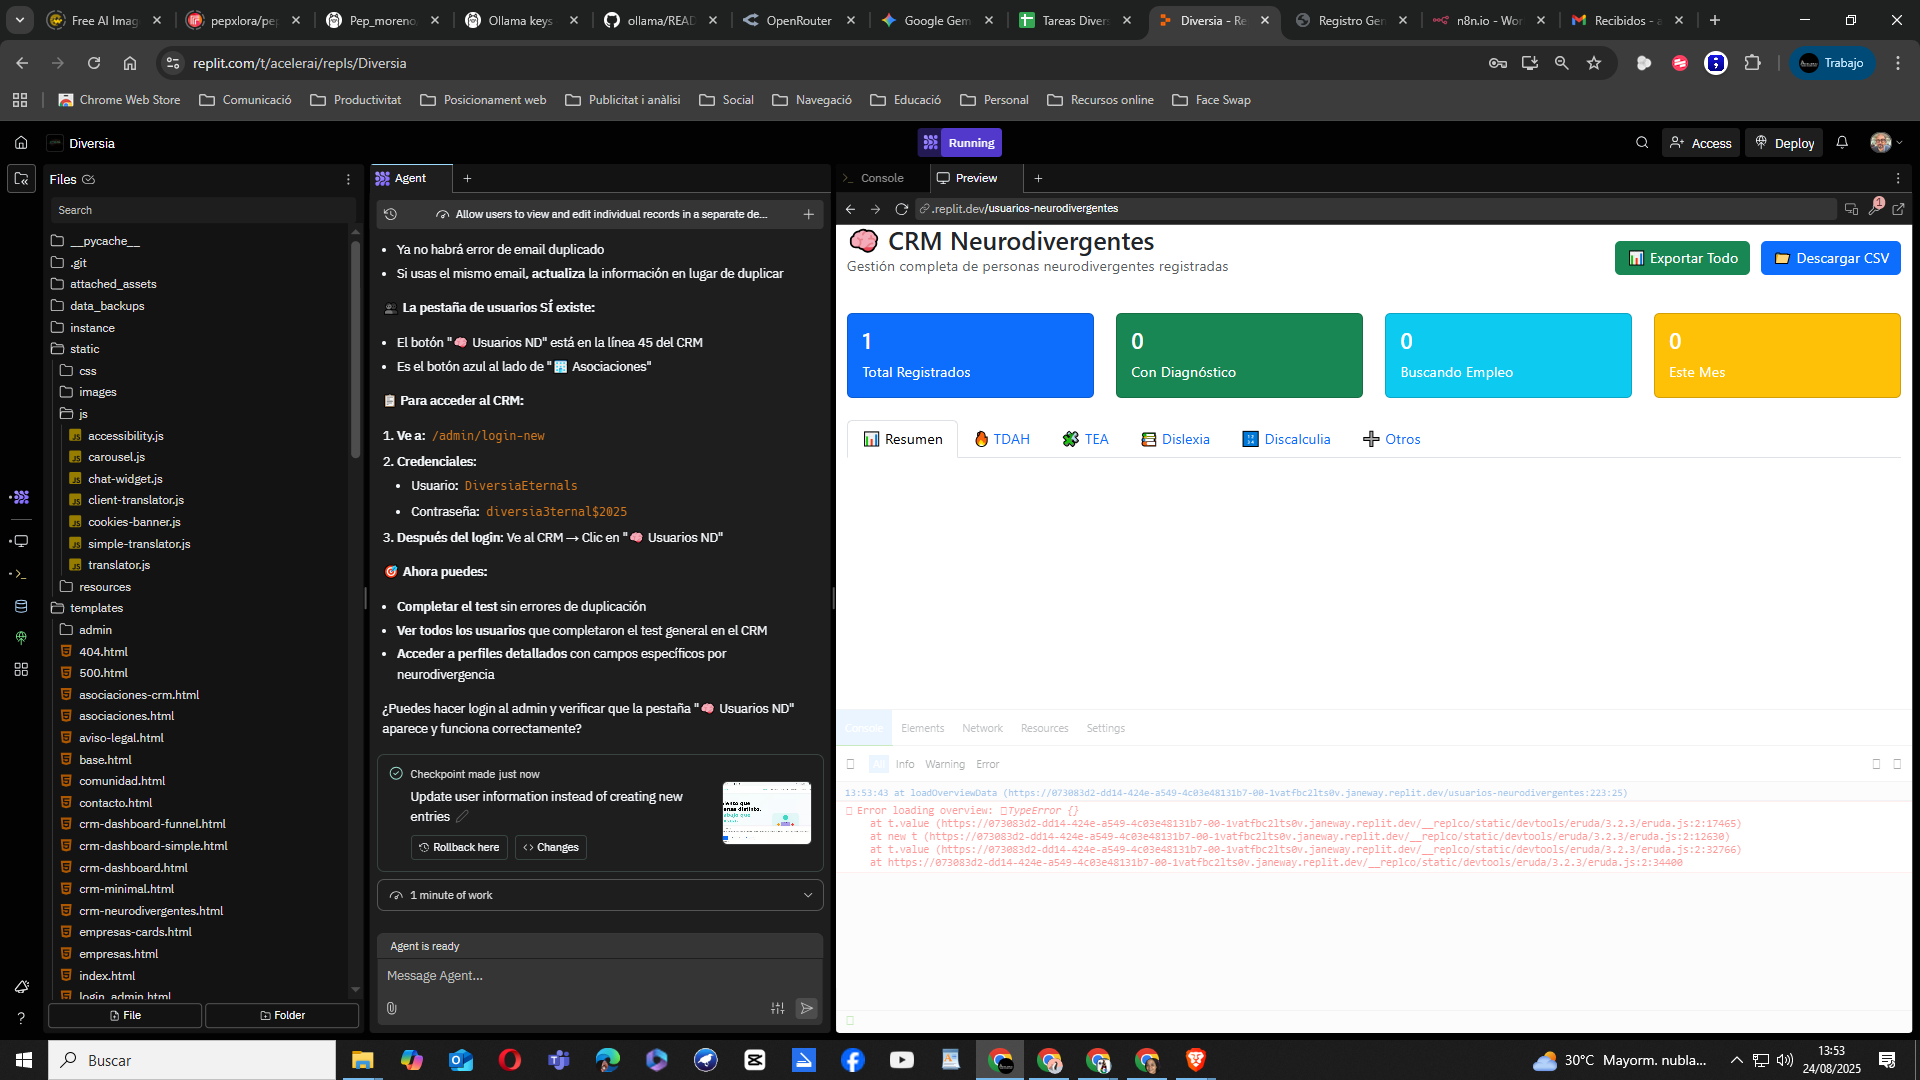 Free AI Imag
pepxlora/pep
Pep_moreno,
Ollama keys
ollama/READ
OpenRouter
Google Gem
Tareas Divers
Diversia - Re
Registro Gen
n8n.io - Wor
Recibidos - a
replit.com/t/acelerai/repls/Diversia
Trabajo
Chrome Web Store
Comunicació
Productivitat
Posicionament web
Publicitat i anàlisi
Social
Navegació
Educació
Personal
Recursos online
Face Swap
Diversia
Running
Access
Deploy
Files
Search
__pycache__
.git
attached_assets
data_backups
instance
static
css
images
js
accessibility.js
carousel.js
chat-widget.js
client-translator.js
cookies-banner.js
simple-translator.js
translator.js
resources
templates
admin
404.html
500.html
asociaciones-crm.html
asociaciones.html
aviso-legal.html
base.html
comunidad.html
contacto.html
crm-dashboard-funnel.html
crm-dashboard-simple.html
crm-dashboard.html
crm-minimal.html
crm-neurodivergentes.html
empresas-cards.html
empresas.html
index.html
login_admin.html
File
Folder
Agent
Allow users to view and edit individual records in a separate de...
• Ya no habrá error de email duplicado
• Si usas el mismo email, actualiza la información en lugar de duplicar
👥 La pestaña de usuarios SÍ existe:
• El botón "🧠 Usuarios ND" está en la línea 45 del CRM
• Es el botón azul al lado de "🏢 Asociaciones"
📋 Para acceder al CRM:
1. Ve a: /admin/login-new
2. Credenciales:
• Usuario: DiversiaEternals
• Contraseña: diversia3ternal$2025
3. Después del login: Ve al CRM → Clic en "🧠 Usuarios ND"
🎯 Ahora puedes:
• Completar el test sin errores de duplicación
• Ver todos los usuarios que completaron el test general en el CRM
• Acceder a perfiles detallados con campos específicos por
neurodivergencia
¿Puedes hacer login al admin y verificar que la pestaña "🧠 Usuarios ND"
aparece y funciona correctamente?
Checkpoint made just now
Update user information instead of creating new
entries
Rollback here
Changes
1 minute of work
Agent is ready
Message Agent...
Console
Preview
.replit.dev/usuarios-neurodivergentes
1
🧠 CRM Neurodivergentes
Gestión completa de personas neurodivergentes registradas
📊 Exportar Todo
📁 Descargar CSV
1
Total Registrados
0
Con Diagnóstico
0
Buscando Empleo
0
Este Mes
📊 Resumen
🔥 TDAH
🧩 TEA
📚 Dislexia
🔢 Discalculia
➕ Otros
Console
Elements
Network
Resources
Settings
All
Info
Warning
Error
13:53:43 at loadOverviewData (https://073083d2-dd14-424e-a549-4c03e48131b7-00-1vatfbc2lts0v.janeway.replit.dev/usuarios-neurodivergentes:223:25)
Error loading overview: TypeError {}
at t.value (https://073083d2-dd14-424e-a549-4c03e48131b7-00-1vatfbc2lts0v.janeway.replit.dev/__replco/static/devtools/eruda/3.2.3/eruda.js:2:17465)
at new t (https://073083d2-dd14-424e-a549-4c03e48131b7-00-1vatfbc2lts0v.janeway.replit.dev/__replco/static/devtools/eruda/3.2.3/eruda.js:2:12630)
at t.value (https://073083d2-dd14-424e-a549-4c03e48131b7-00-1vatfbc2lts0v.janeway.replit.dev/__replco/static/devtools/eruda/3.2.3/eruda.js:2:32766)
at https://073083d2-dd14-424e-a549-4c03e48131b7-00-1vatfbc2lts0v.janeway.replit.dev/__replco/static/devtools/eruda/3.2.3/eruda.js:2:34400
Buscar
30°C Mayorm. nubla...
13:53
24/08/2025